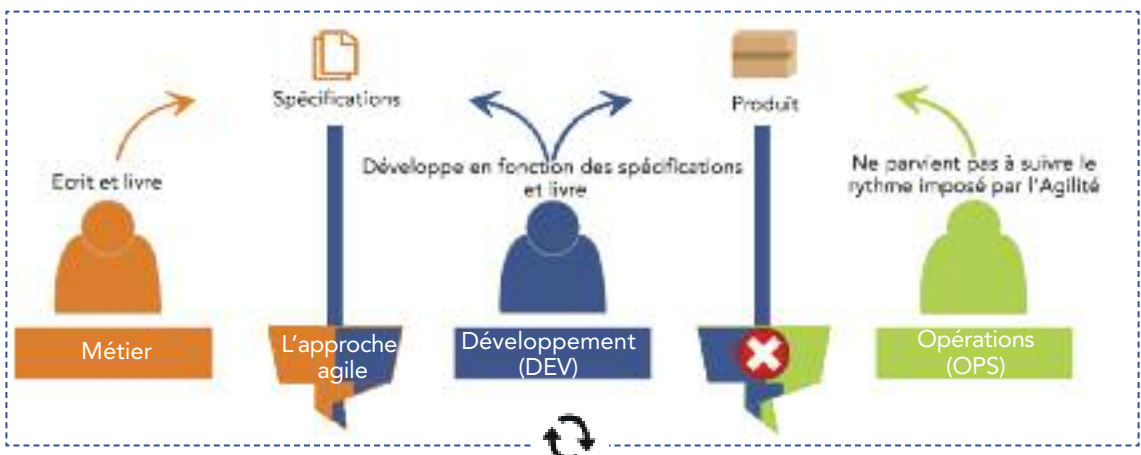 Spécifications
Produit
Ecrit et livre
Développe en fonction des spécifications
et livre
Ne parvient pas à suivre le
rythme imposé par l'Agilité
Métier
L'approche
agile
Développement
(DEV)
Opérations
(OPS)